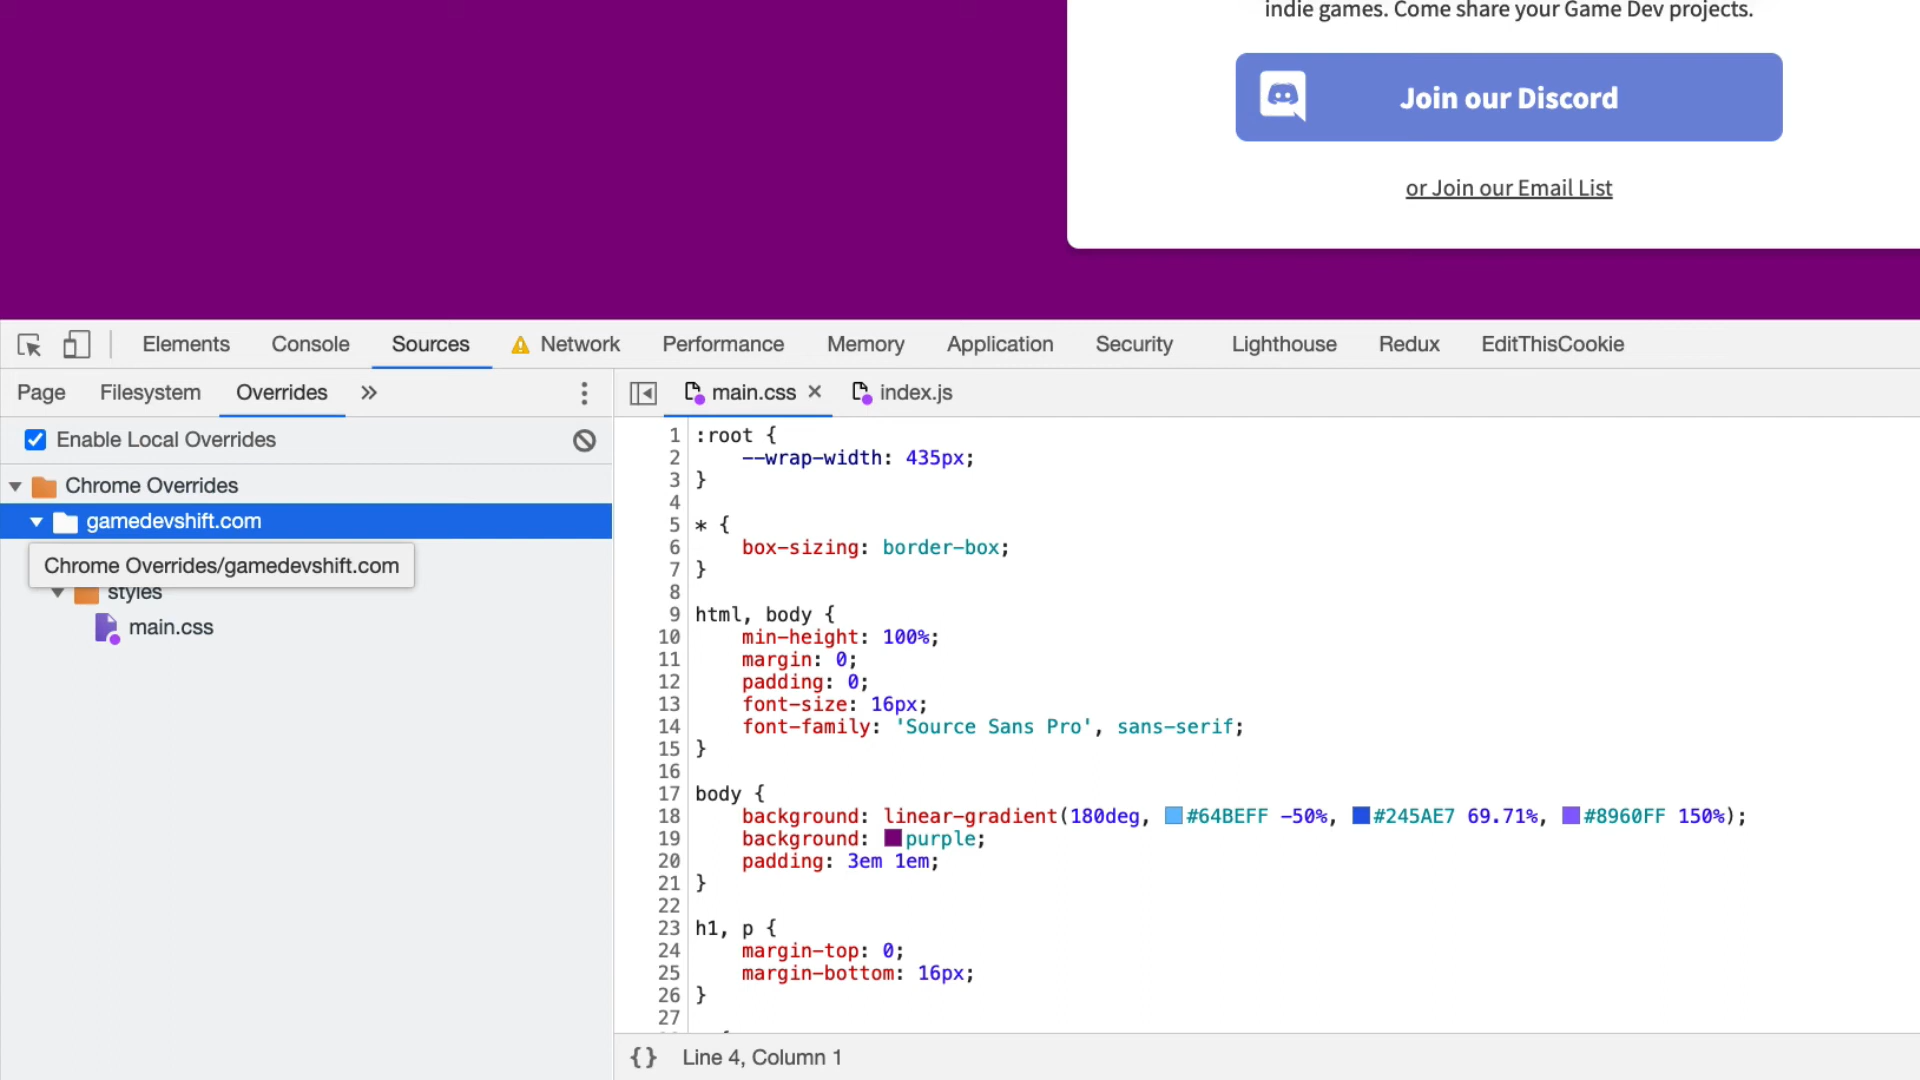 indie games. Come share your Game Dev projects.
Join our Discord
or Join our Email List
Elements Console Sources Network Performance Memory Application Security Lighthouse Redux EditThisCookie
Page Filesystem Overrides »
main.css × index.js
Enable Local Overrides
Chrome Overrides
gamedevshift.com
Chrome Overrides/gamedevshift.com
styles
main.css
1 :root {
2 --wrap-width: 435px;
3 }
4
5 * {
6 box-sizing: border-box;
7 }
8
9 html, body {
10 min-height: 100%;
11 margin: 0;
12 padding: 0;
13 font-size: 16px;
14 font-family: 'Source Sans Pro', sans-serif;
15 }
16
17 body {
18 background: linear-gradient(180deg, #64BEFF -50%, #245AE7 69.71%, #8960FF 150%);
19 background: purple;
20 padding: 3em 1em;
21 }
22
23 h1, p {
24 margin-top: 0;
25 margin-bottom: 16px;
26 }
27
{} Line 4, Column 1